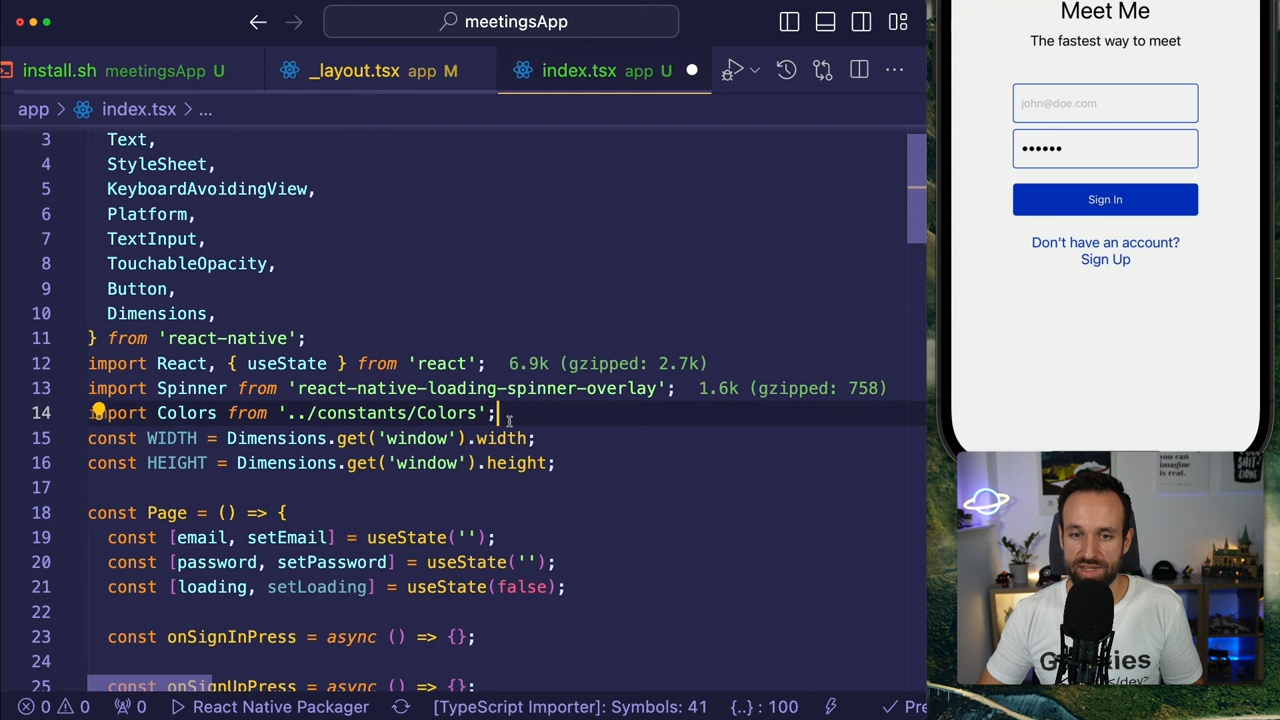 meetingsApp
install.sh meetingsApp U
_layout.tsx app M
index.tsx app U
app > index.tsx > ...
3 Text,
4 StyleSheet,
5 KeyboardAvoidingView,
6 Platform,
7 TextInput,
8 TouchableOpacity,
9 Button,
10 Dimensions,
11 } from 'react-native';
12 import React, { useState } from 'react'; 6.9k (gzipped: 2.7k)
13 import Spinner from 'react-native-loading-spinner-overlay'; 1.6k (gzipped: 758)
14 import Colors from '../constants/Colors';
15 const WIDTH = Dimensions.get('window').width;
16 const HEIGHT = Dimensions.get('window').height;
17
18 const Page = () => {
19 const [email, setEmail] = useState('');
20 const [password, setPassword] = useState('');
21 const [loading, setLoading] = useState(false);
22
23 const onSignInPress = async () => {};
24
25 const onSignUpPress = async () => {};
0 0 0 React Native Packager [TypeScript Importer]: Symbols: 41 {..} : 100 Pre
Meet Me
The fastest way to meet
john@doe.com
••••••
Sign In
Don't have an account?
Sign Up
you can
imagine
is real.